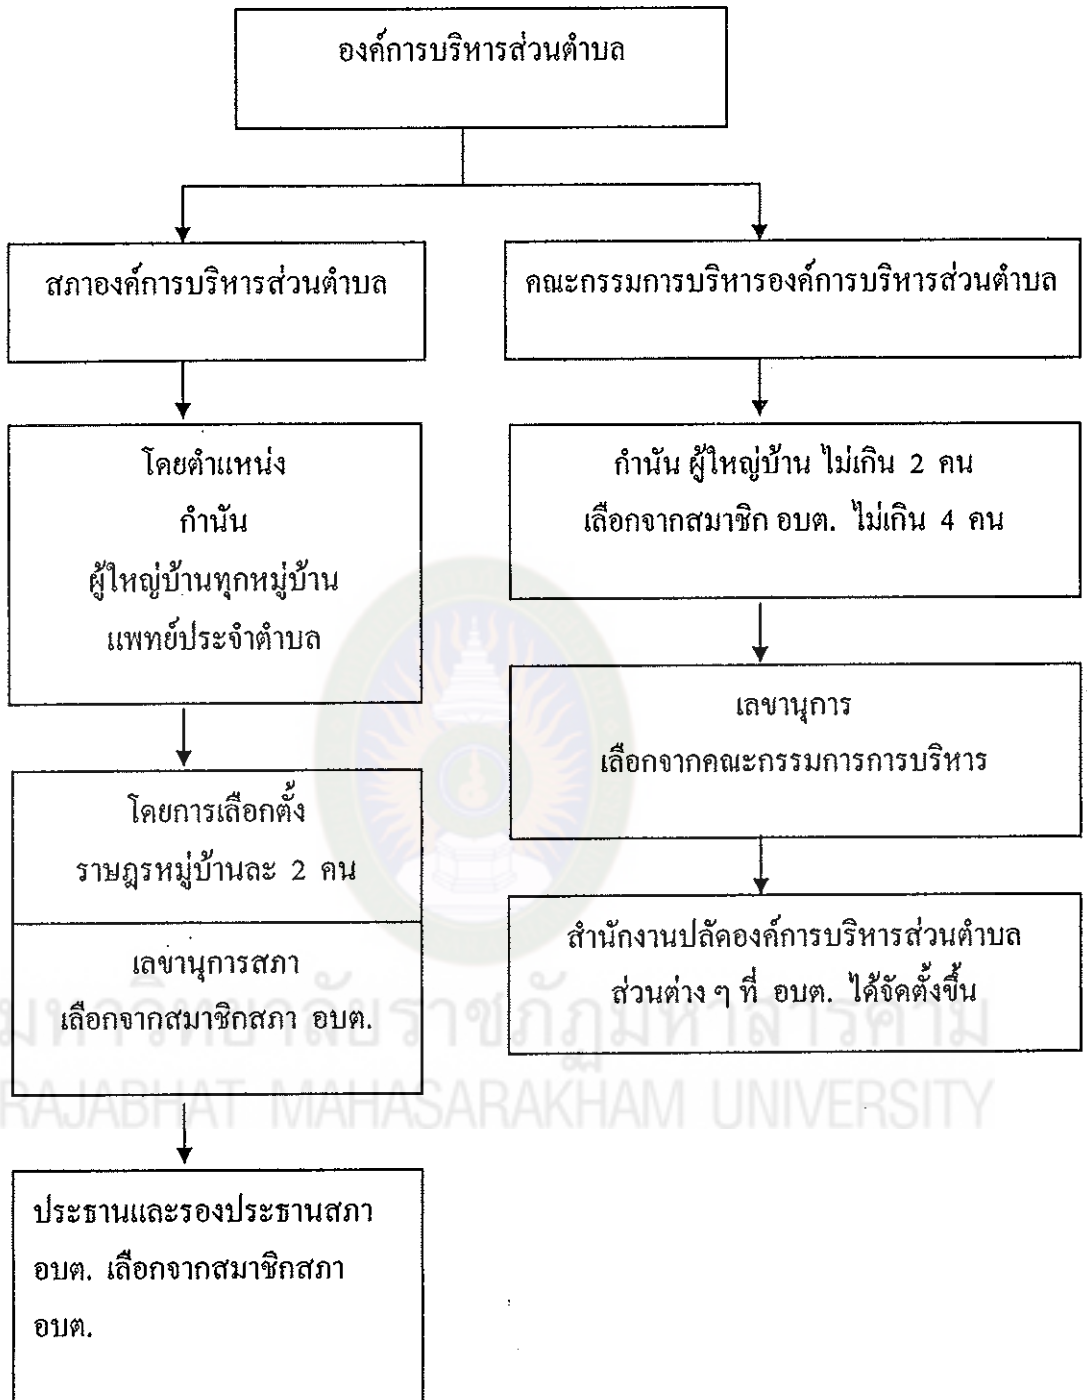 องค์การบริหารส่วนตำบล
สภาองค์การบริหารส่วนตำบล
คณะกรรมการบริหารองค์การบริหารส่วนตำบล
โดยตำแหน่ง
กำนัน
ผู้ใหญ่บ้านทุกหมู่บ้าน
แพทย์ประจำตำบล
กำนัน ผู้ใหญ่บ้าน ไม่เกิน 2 คน
เลือกจากสมาชิก อบต. ไม่เกิน 4 คน
เลขานุการ
เลือกจากคณะกรรมการการบริหาร
โดยการเลือกตั้ง
ราษฎรหมู่บ้านละ 2 คน
เลขานุการสภา
เลือกจากสมาชิกสภา อบต.
สำนักงานปลัดองค์การบริหารส่วนตำบล
ส่วนต่าง ๆ ที่ อบต. ได้จัดตั้งขึ้น
มหาวิทยาลัยราชภัฏมหาสารคาม
RAJABHAT MAHASARAKHAM UNIVERSITY
ประธานและรองประธานสภา
อบต. เลือกจากสมาชิกสภา
อบต.